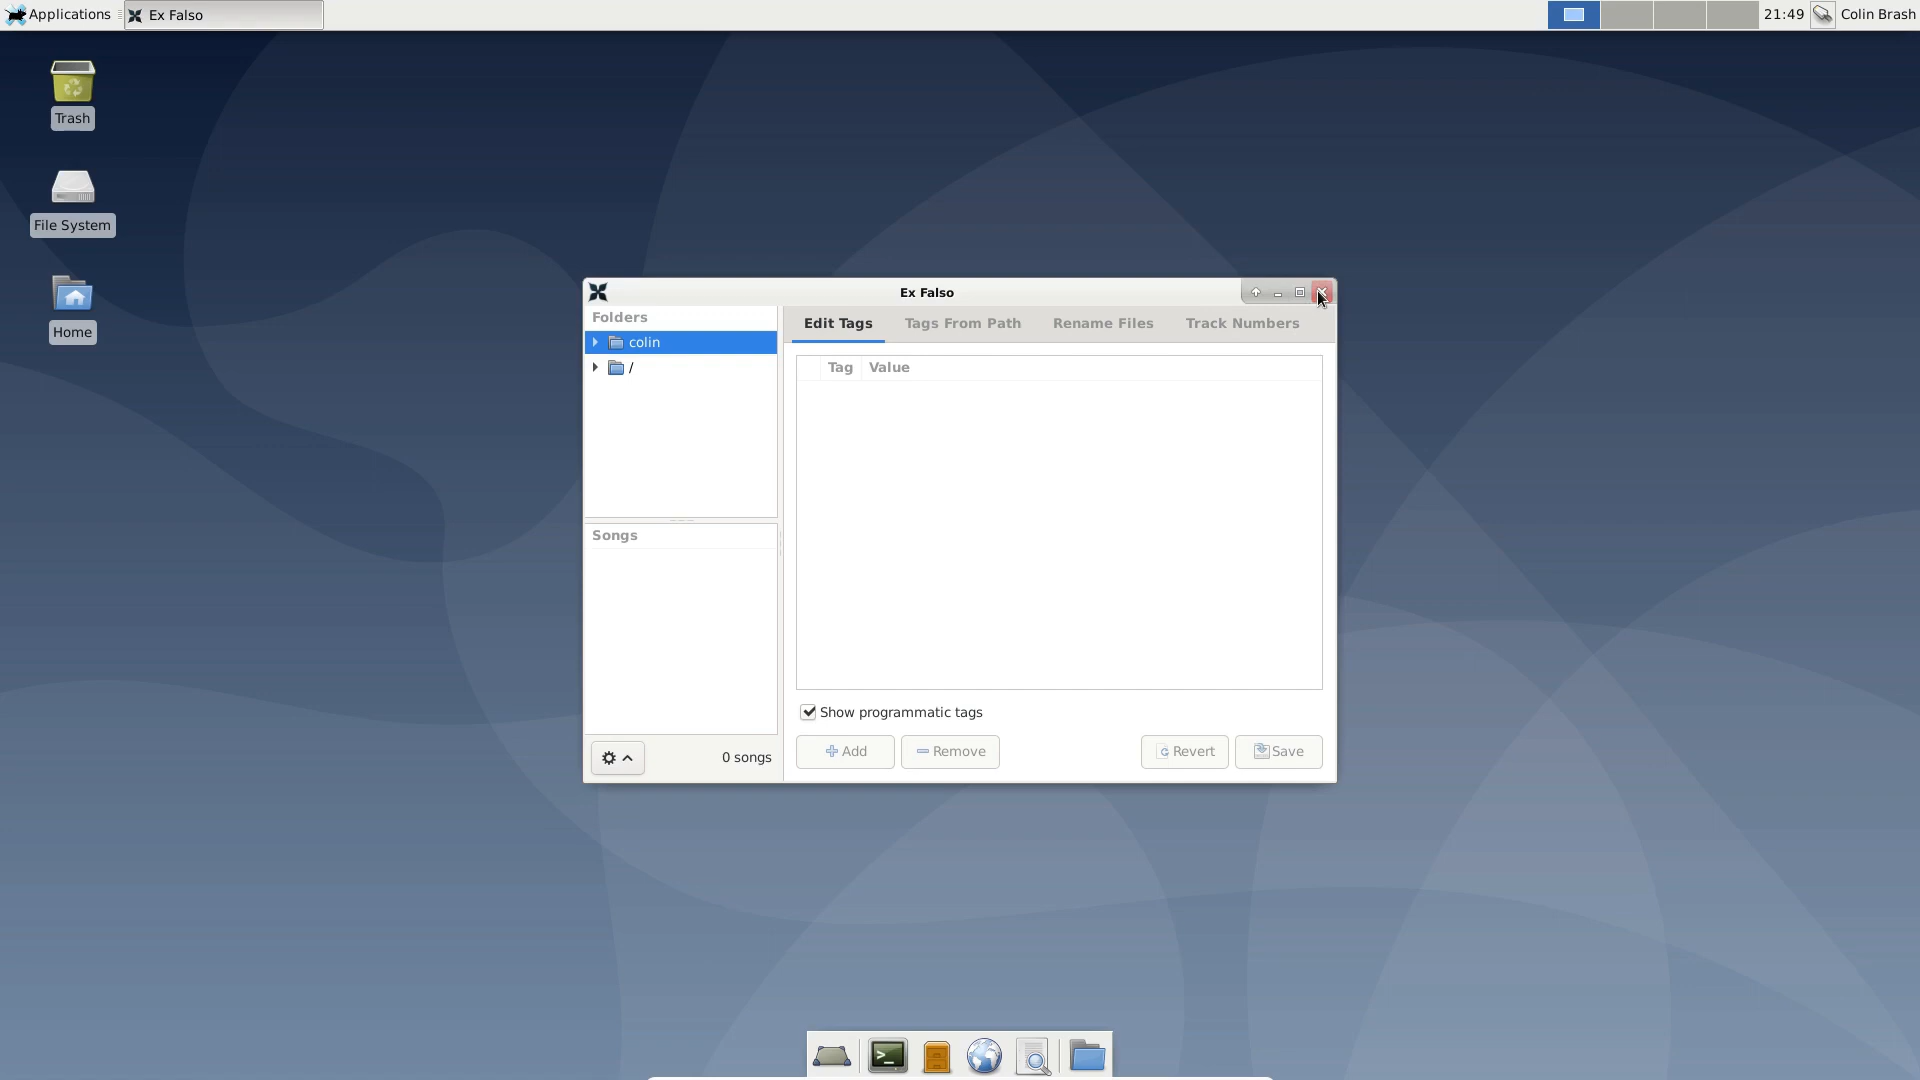 Applications
Ex Falso
21:49
Colin Brash
Trash
File System
Home
Ex Falso
Folders
colin
/
Songs
0 songs
Edit Tags
Tags From Path
Rename Files
Track Numbers
Tag
Value
Show programmatic tags
Add
Remove
Revert
Save